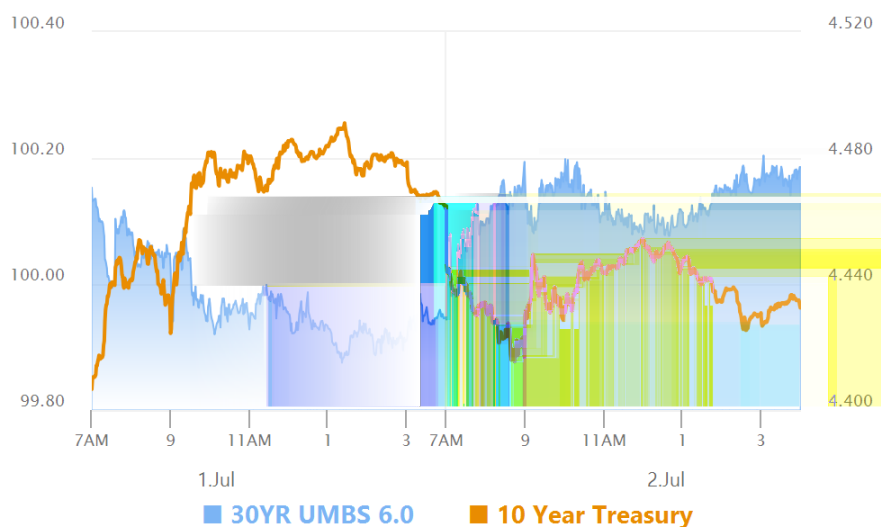 100.40 4.520
100.20 4.480
100.00 4.440
99.80 4.400
7AM 9 11AM 1 3 7AM 9 11AM 1 3
1.Jul 2.Jul
30YR UMBS 6.0 10 Year Treasury